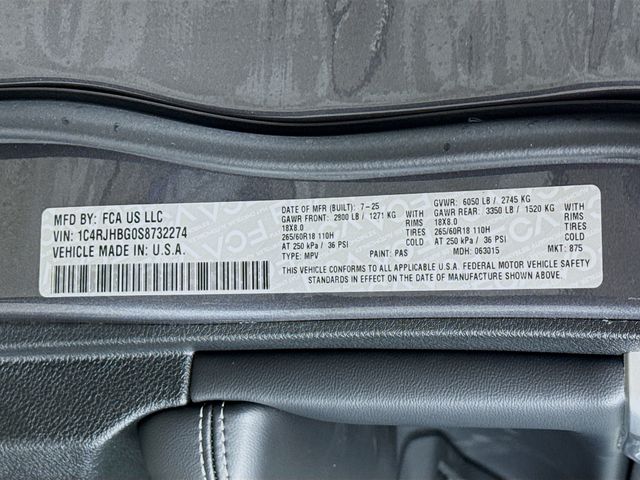 MFD BY: FCA US LLC
VIN: 1C4RJHBG0S8732274
VEHICLE MADE IN: U.S.A.
DATE OF MFR (BUILT): 7-25
GVWR: 6050 LB / 2745 KG
GAWR FRONT: 2800 LB / 1271 KG WITH
GAWR REAR: 3350 LB / 1520 KG WITH
18X8.0 RIMS
18X8.0 RIMS
265/60R18 110H TIRES
265/60R18 110H TIRES
AT 250 kPa / 36 PSI
AT 250 kPa / 36 PSI
TYPE: MPV PAINT: PAS MDH: 063015 MKT: 875
THIS VEHICLE CONFORMS TO ALL APPLICABLE U.S.A. FEDERAL MOTOR VEHICLE SAFETY
STANDARDS IN EFFECT ON THE DATE OF MANUFACTURE SHOWN ABOVE.